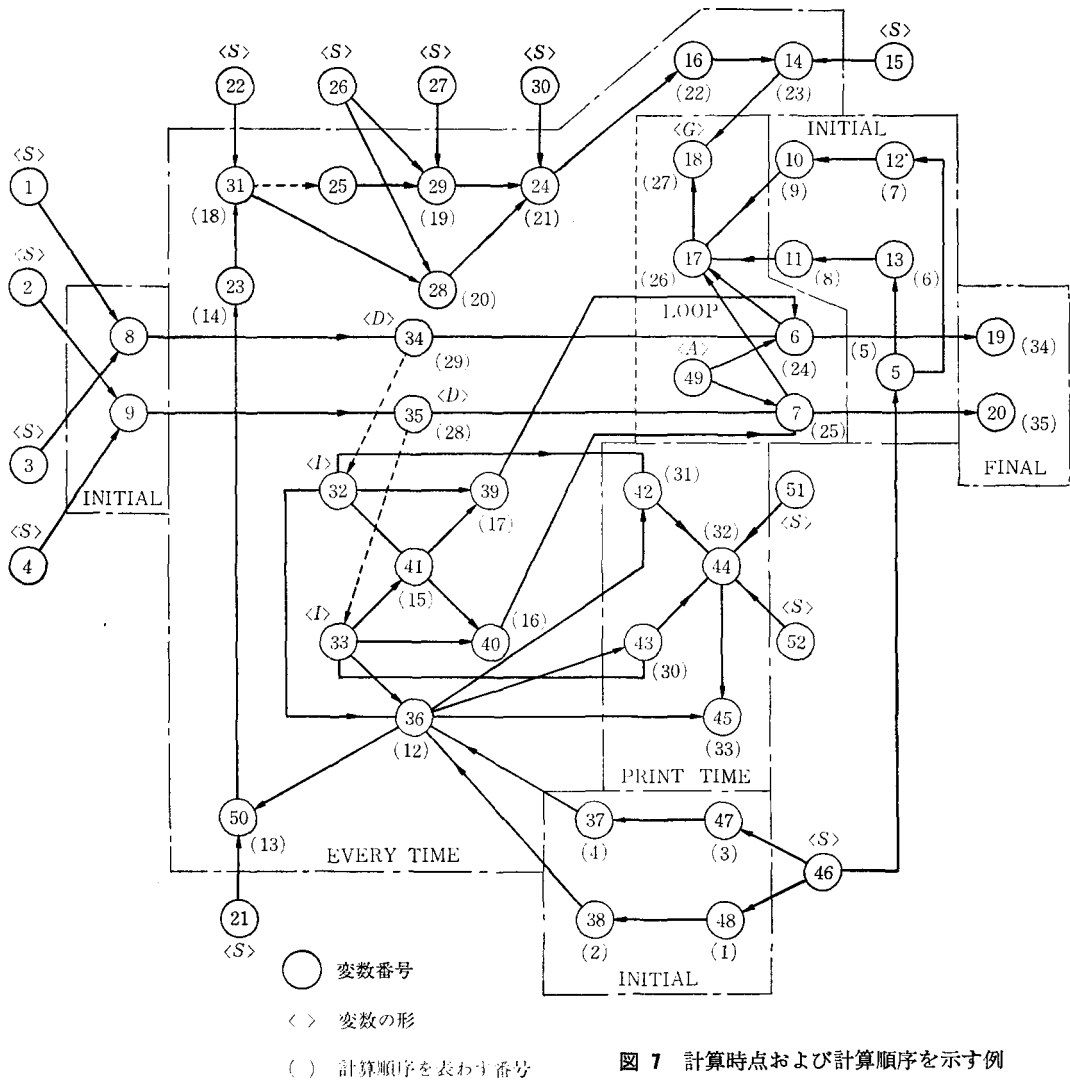 <S> <S> <S> <S> <S>
22 26 27 30 16 14 15
(22) (23)
<S> <G> INITIAL
1 31 25 29 24 18 10 12
(18) (19) (21) (27) (9) (7)
<S>
2 23 28 17 11 13
(14) (20) (26) (8) (6)
LOOP
8 <D> 34 6 19 (34)
(29) (24) (5)
<A> 49 5
9 35 <D> 7 20 (35)
(28) (25)
<S> 3
INITIAL FINAL
<I> 32 39 42 (31) 51
(17) <S>
<S> 4 41 (32) 44
(15) (16) <S>
<I> 33 40 43 52
(30)
36 45
(12) (33)
PRINT TIME
50 37 47 <S>
(13) (4) (3) 46
EVERY TIME
21 38 48
<S> (2) (1)
INITIAL
変数番号
< > 変数の形
( ) 計算順序を表わす番号
図 7 計算時点および計算順序を示す例